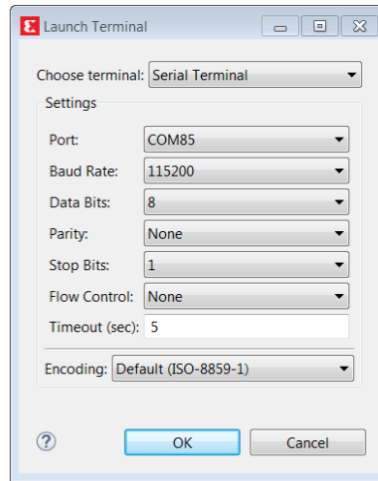 Launch Terminal
Choose terminal: Serial Terminal
Settings
Port: COM85
Baud Rate: 115200
Data Bits: 8
Parity: None
Stop Bits: 1
Flow Control: None
Timeout (sec): 5
Encoding: Default (ISO-8859-1)
? OK Cancel